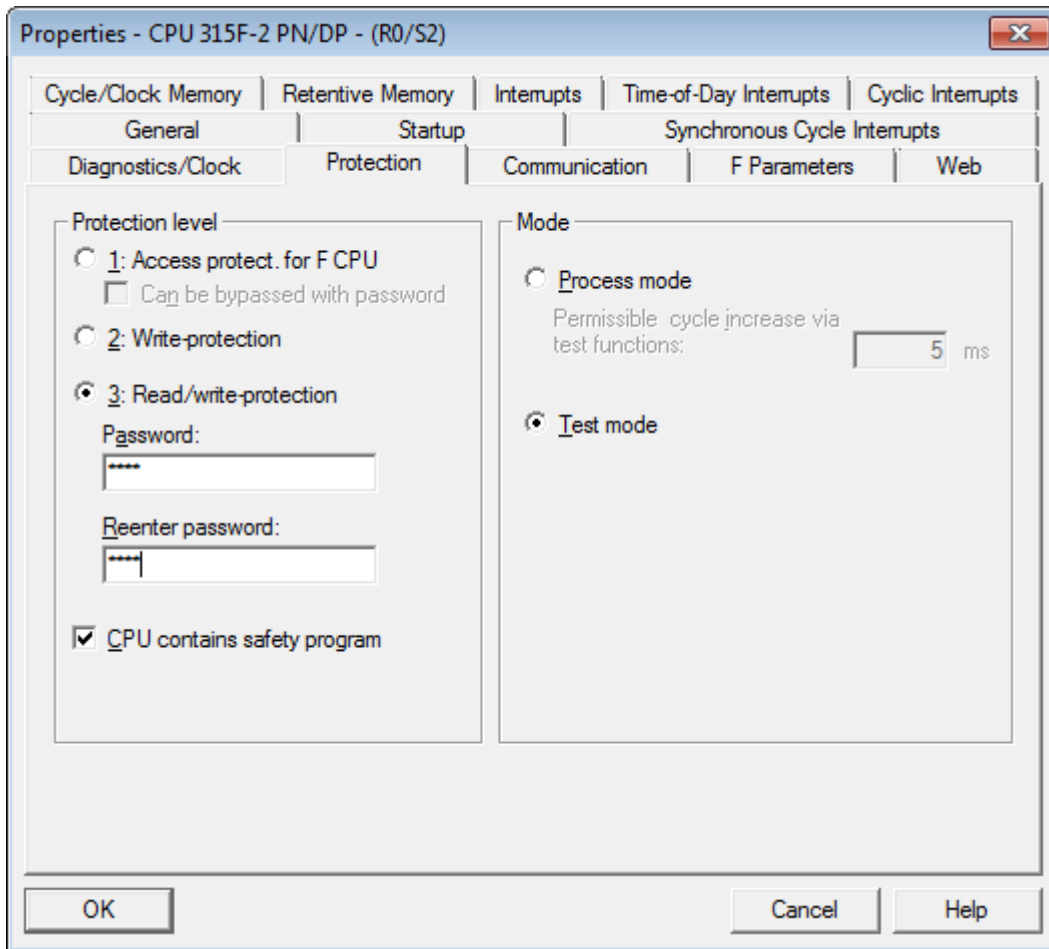 Properties - CPU 315F-2 PN/DP - (R0/S2)
Cycle/Clock Memory Retentive Memory Interrupts Time-of-Day Interrupts Cyclic Interrupts
General Startup Synchronous Cycle Interrupts
Diagnostics/Clock Protection Communication F Parameters Web
Protection level
1: Access protect. for F CPU
Can be bypassed with password
2: Write-protection
3: Read/write-protection
Password:
****
Reenter password:
****
CPU contains safety program
Mode
Process mode
Permissible cycle increase via
test functions:
5 ms
Test mode
OK Cancel Help